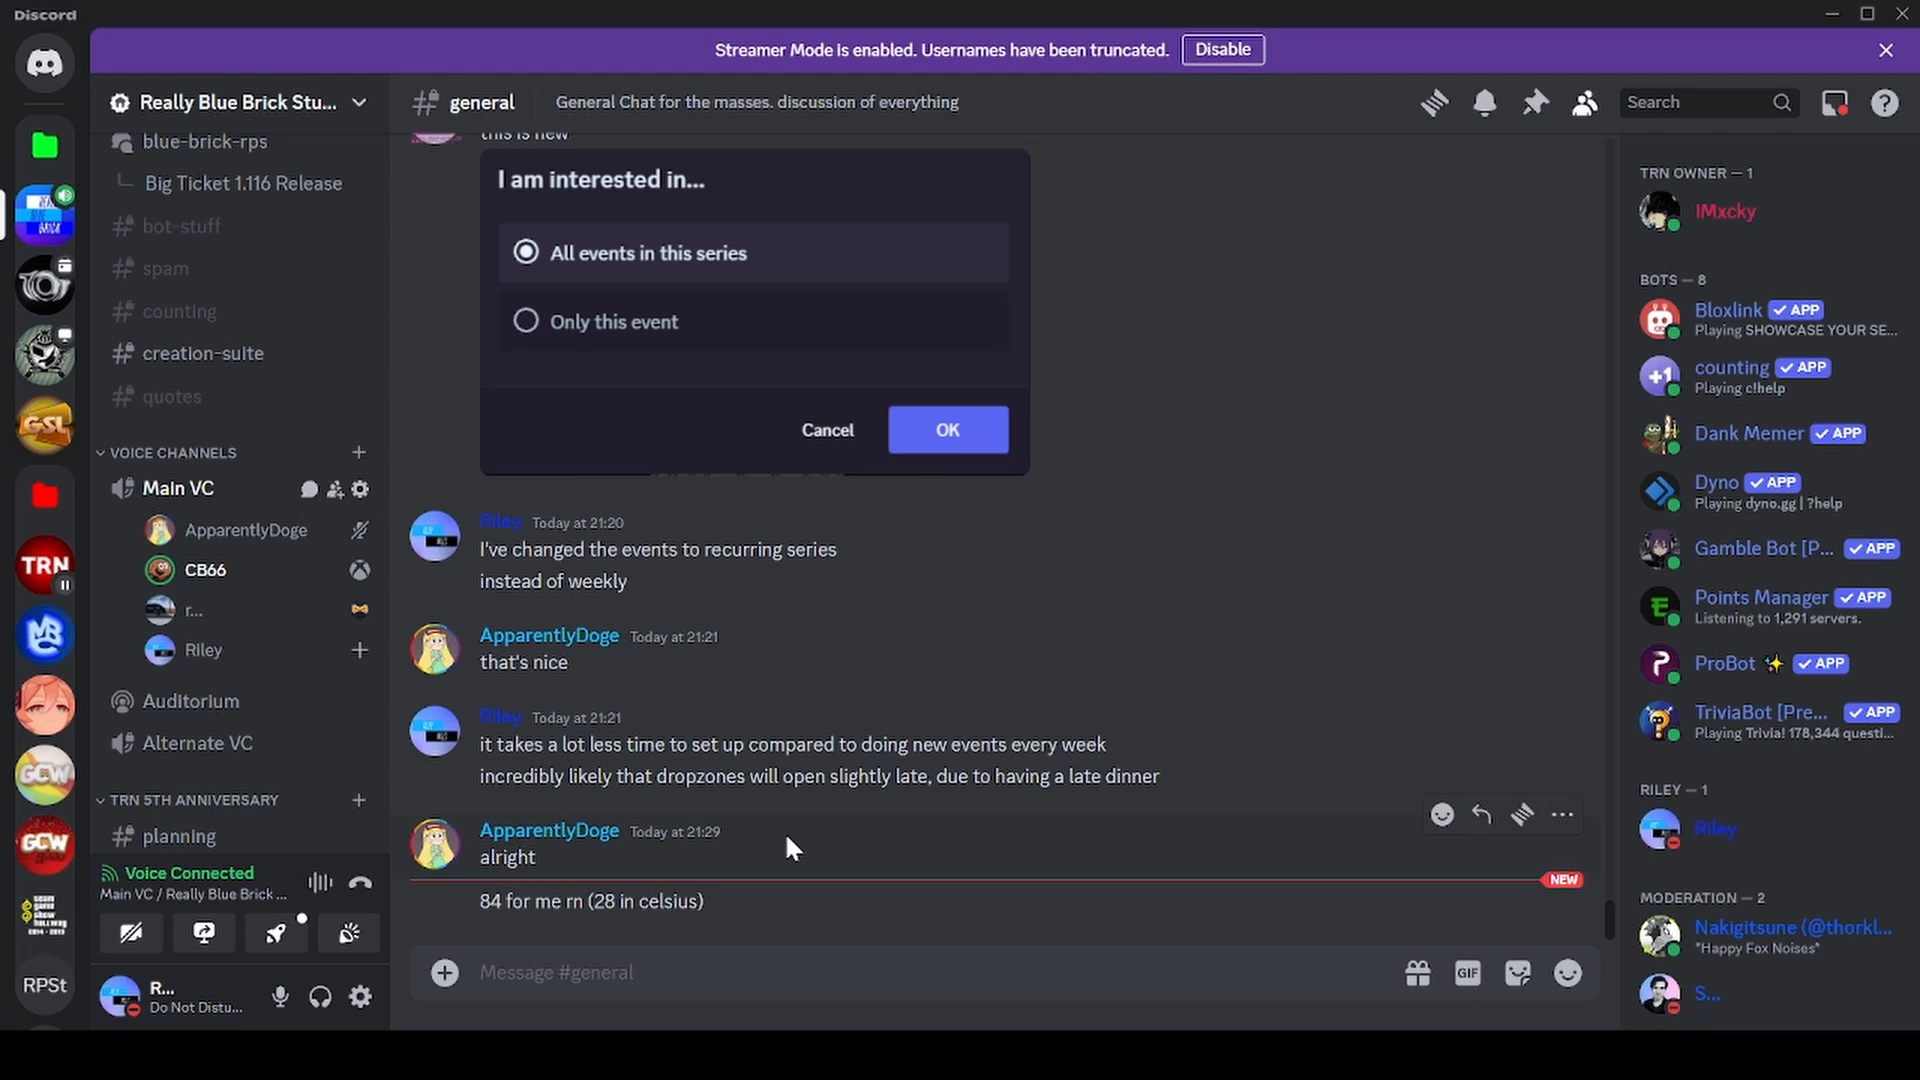 Discord
Streamer Mode is enabled. Usernames have been truncated.
Disable
Really Blue Brick Stu...
general
General Chat for the masses. discussion of everything
Search
blue-brick-rps
Big Ticket 1.116 Release
bot-stuff
spam
counting
creation-suite
quotes
VOICE CHANNELS
Main VC
ApparentlyDoge
CB66
r...
Riley
Auditorium
Alternate VC
TRN 5TH ANNIVERSARY
planning
Voice Connected
Main VC / Really Blue Brick ...
R...
Do Not Distu...
GSL
TRN
GCW
GCW
RPSt
this is new
I am interested in...
All events in this series
Only this event
Cancel
OK
Riley Today at 21:20
I've changed the events to recurring series
instead of weekly
ApparentlyDoge Today at 21:21
that's nice
Riley Today at 21:21
it takes a lot less time to set up compared to doing new events every week
incredibly likely that dropzones will open slightly late, due to having a late dinner
ApparentlyDoge Today at 21:29
alright
NEW
84 for me rn (28 in celsius)
Message #general
GIF
TRN OWNER — 1
IMxcky
BOTS — 8
Bloxlink APP
Playing SHOWCASE YOUR SE...
counting APP
Playing c!help
Dank Memer APP
Dyno APP
Playing dyno.gg | ?help
Gamble Bot [P... APP
Points Manager APP
Listening to 1,291 servers.
ProBot ✨ APP
TriviaBot [Pre... APP
Playing Trivia! 178,344 questi...
RILEY — 1
Riley
MODERATION — 2
Nakigitsune (@thorkl...
*Happy Fox Noises*
S...